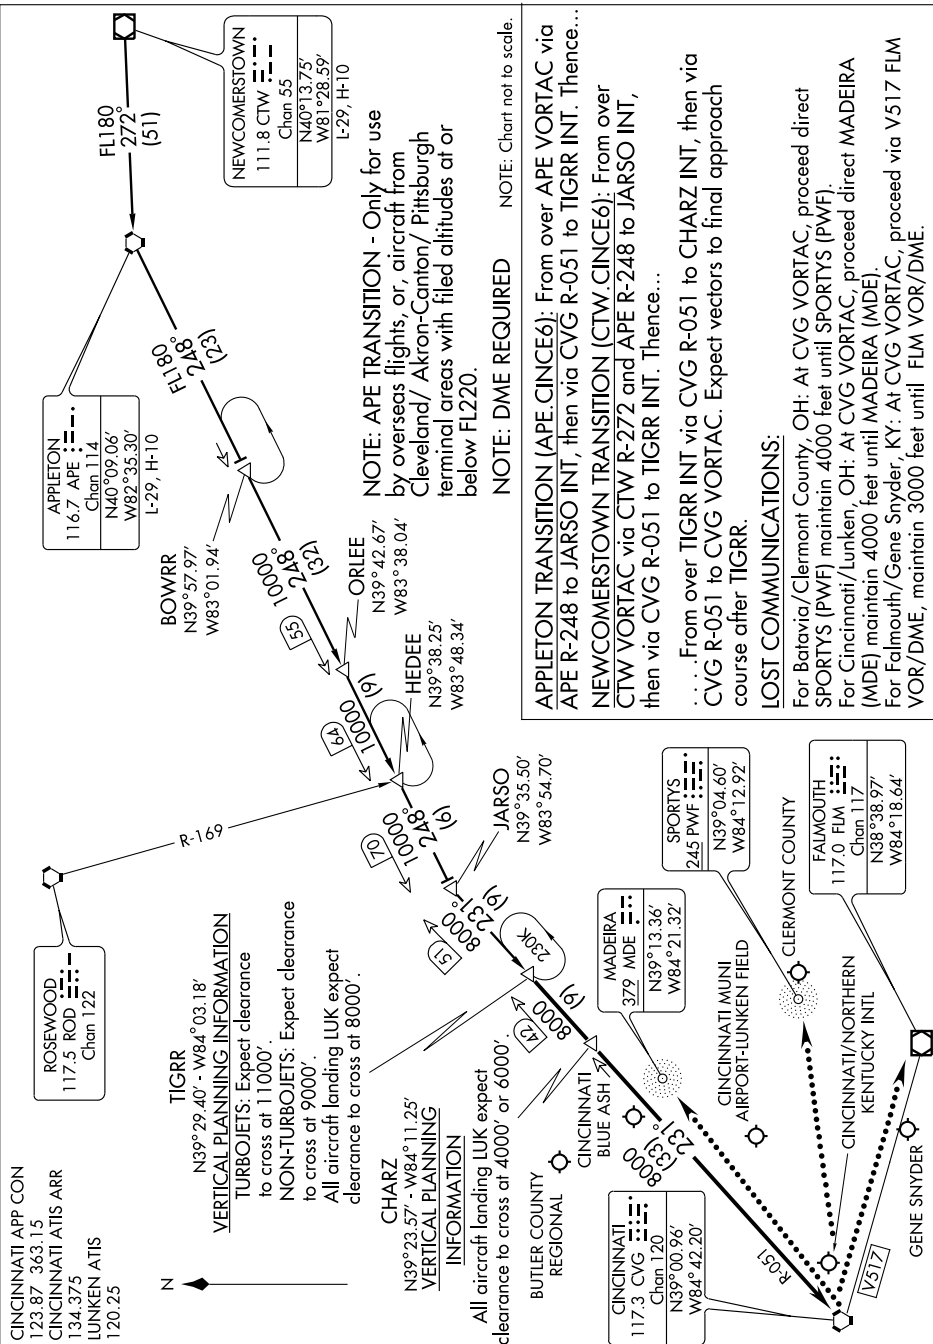 CINCINNATI APP CON
123.87 363.15
CINCINNATI ATIS ARR
134.375
LUNKEN ATIS
120.25
N
ROSEWOOD
117.5 ROD
Chan 122
R-169
APPLETON
116.7 APE
Chan 114
N40°09.06'
W82°35.30'
L-29, H-10
FL180
272°
(51)
NEWCOMERSTOWN
111.8 CTW
Chan 55
N40°13.75'
W81°28.59'
L-29, H-10
FL180
248°
(23)
BOWRR
N39°57.97'
W83°01.94'
10000
248°
(32)
55
ORLEE
N39°42.67'
W83°38.04'
10000
(9)
64
HEDEE
N39°38.25'
W83°48.34'
10000
248°
(6)
70
JARSO
N39°35.50'
W83°54.70'
8000
231°
(9)
51
230K
TIGRR
N39°29.40' - W84°03.18'
VERTICAL PLANNING INFORMATION
TURBOJETS: Expect clearance
to cross at 11000'.
NON-TURBOJETS: Expect clearance
to cross at 9000'.
All aircraft landing LUK expect
clearance to cross at 8000'.
8000
(9)
42
CHARZ
N39°23.57' - W84°11.25'
VERTICAL PLANNING
INFORMATION
All aircraft landing LUK expect
clearance to cross at 4000' or 6000'
BUTLER COUNTY
REGIONAL
CINCINNATI
BLUE ASH
8000
231°
(33)
R-051
MADEIRA
379 MDE
N39°13.36'
W84°21.32'
CINCINNATI MUNI
AIRPORT-LUNKEN FIELD
SPORTYS
245 PWF
N39°04.60'
W84°12.92'
CLERMONT COUNTY
CINCINNATI/NORTHERN
KENTUCKY INTL
CINCINNATI
117.3 CVG
Chan 120
N39°00.96'
W84°42.20'
V517
GENE SNYDER
FALMOUTH
117.0 FLM
Chan 117
N38°38.97'
W84°18.64'
NOTE: APE TRANSITION - Only for use
by overseas flights, or, aircraft from
Cleveland/ Akron-Canton/ Pittsburgh
terminal areas with filed altitudes at or
below FL220.
NOTE: DME REQUIRED
NOTE: Chart not to scale.
APPLETON TRANSITION (APE.CINCE6): From over APE VORTAC via
APE R-248 to JARSO INT, then via CVG R-051 to TIGRR INT. Thence...
NEWCOMERSTOWN TRANSITION (CTW.CINCE6): From over
CTW VORTAC via CTW R-272 and APE R-248 to JARSO INT,
then via CVG R-051 to TIGRR INT. Thence...
. . . .From over TIGRR INT via CVG R-051 to CHARZ INT, then via
CVG R-051 to CVG VORTAC. Expect vectors to final approach
course after TIGRR.
LOST COMMUNICATIONS:
For Batavia/Clermont County, OH: At CVG VORTAC, proceed direct
SPORTYS (PWF) maintain 4000 feet until SPORTYS (PWF).
For Cincinnati/Lunken, OH: At CVG VORTAC, proceed direct MADEIRA
(MDE) maintain 4000 feet until MADEIRA (MDE).
For Falmouth/Gene Snyder, KY: At CVG VORTAC, proceed via V517 FLM
VOR/DME, maintain 3000 feet until FLM VOR/DME.